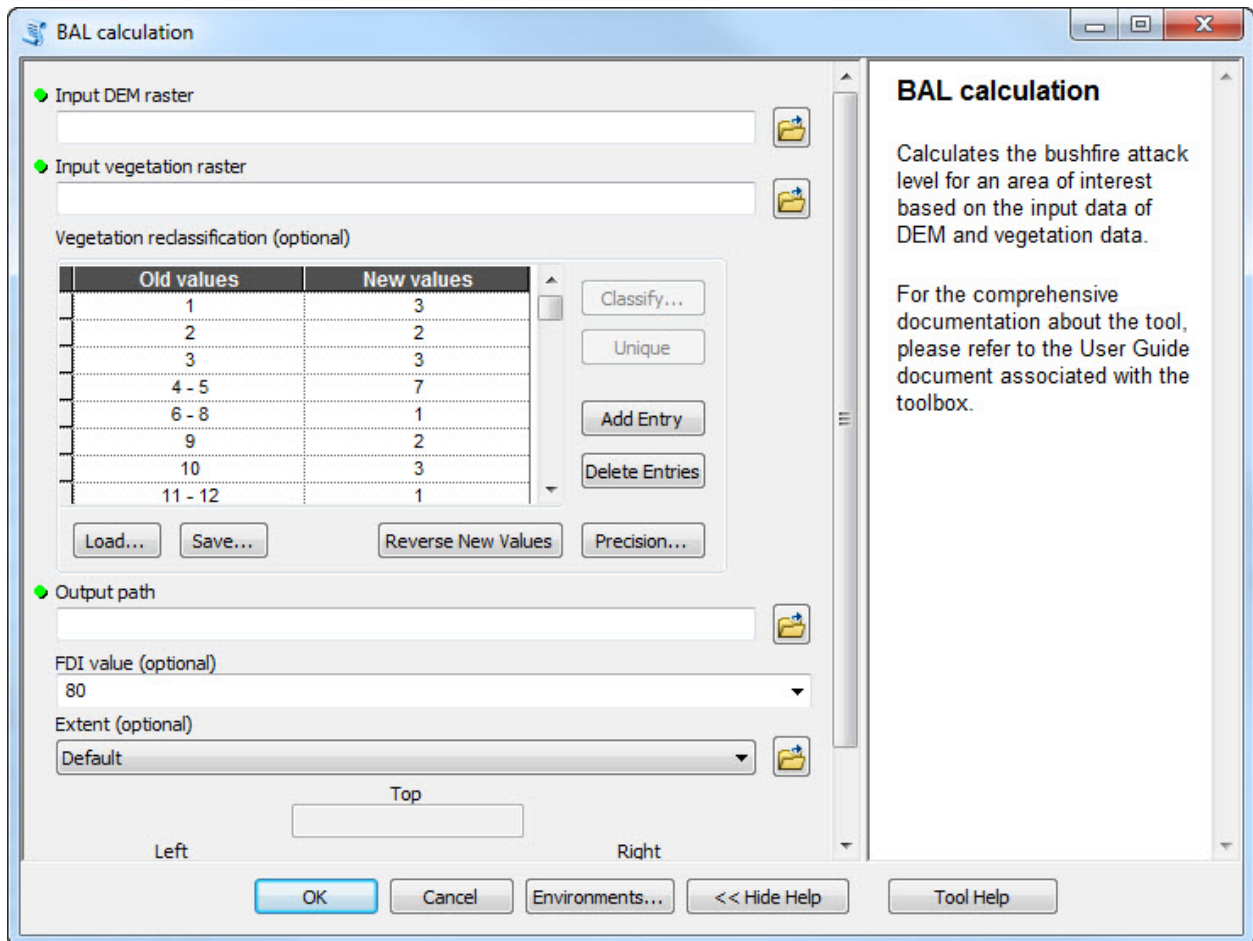 BAL calculation
Input DEM raster
Input vegetation raster
Vegetation reclassification (optional)
Old values New values
1 3
2 2
3 3
4 - 5 7
6 - 8 1
9 2
10 3
11 - 12 1
Classify...
Unique
Add Entry
Delete Entries
Load... Save... Reverse New Values Precision...
Output path
FDI value (optional)
80
Extent (optional)
Default
Top
Left Right
OK Cancel Environments... << Hide Help Tool Help
BAL calculation
Calculates the bushfire attack
level for an area of interest
based on the input data of
DEM and vegetation data.
For the comprehensive
documentation about the tool,
please refer to the User Guide
document associated with the
toolbox.